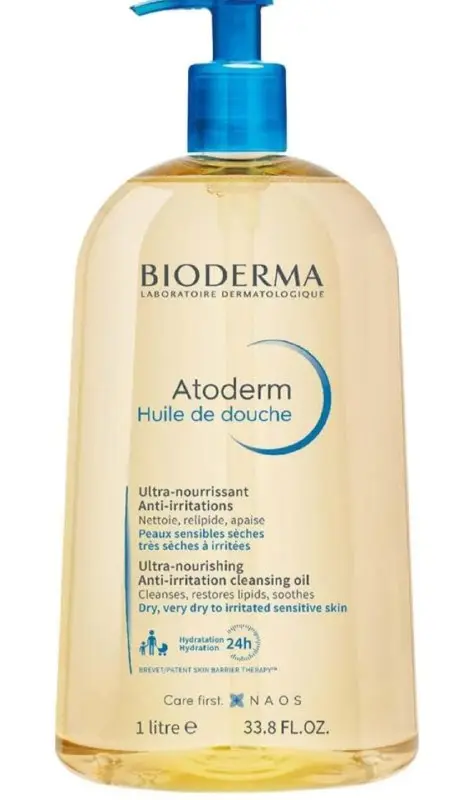 BIODERMA
LABORATOIRE DERMATOLOGIQUE
Atoderm
Huile de douche
Ultra-nourrissant
Anti-irritations
Nettoie, relipide, apaise
Peaux sensibles sèches
très sèches à irritées
Ultra-nourishing
Anti-irritation cleansing oil
Cleanses, restores lipids, soothes
Dry, very dry to irritated sensitive skin
Hydratation
Hydration
24h
BREVET/PATENT SKIN BARRIER THERAPY™
Care first. NAOS
1 litre ℮ 33.8 FL.OZ.